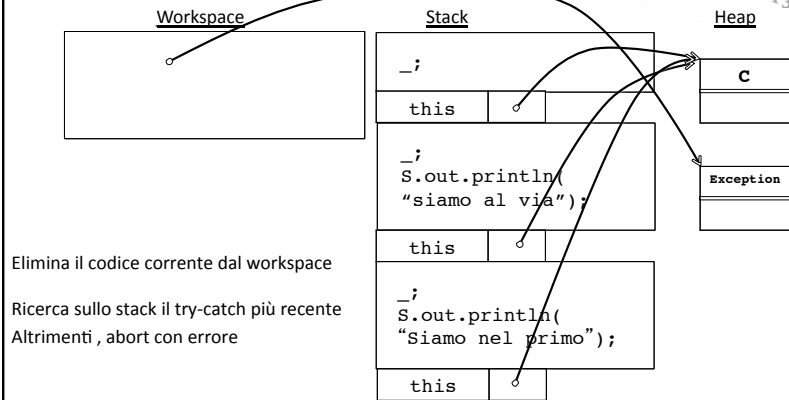 Workspace
Stack
Heap
_;
this
C
_;
S.out.println(
“siamo al via”);
Exception
this
Elimina il codice corrente dal workspace
Ricerca sullo stack il try-catch più recente
Altrimenti , abort con errore
_;
S.out.println(
“Siamo nel primo”);
this